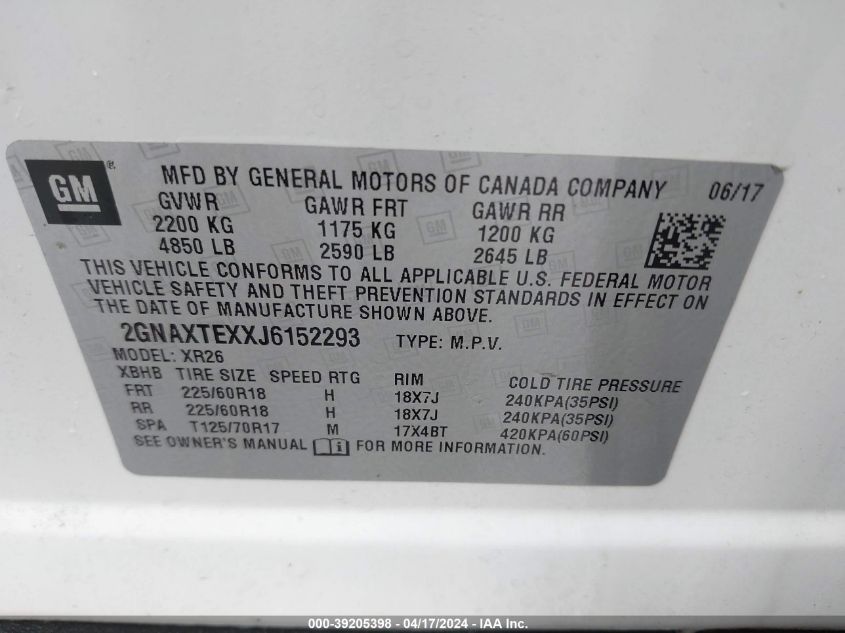 GM ® MFD BY GENERAL MOTORS OF CANADA COMPANY 06/17
GVWR GAWR FRT GAWR RR
2200 KG 1175 KG 1200 KG
4850 LB 2590 LB 2645 LB
THIS VEHICLE CONFORMS TO ALL APPLICABLE U.S. FEDERAL MOTOR
VEHICLE SAFETY AND THEFT PREVENTION STANDARDS IN EFFECT ON
THE DATE OF MANUFACTURE SHOWN ABOVE.
2GNAXTEXXJ6152293 TYPE: M.P.V.
MODEL: XR26
XBHB TIRE SIZE SPEED RTG RIM COLD TIRE PRESSURE
FRT 225/60R18 H 18X7J 240KPA(35PSI)
RR 225/60R18 H 18X7J 240KPA(35PSI)
SPA T125/70R17 M 17X4BT 420KPA(60PSI)
SEE OWNER'S MANUAL i FOR MORE INFORMATION.
000-39205398 - 04/17/2024 - IAA Inc.